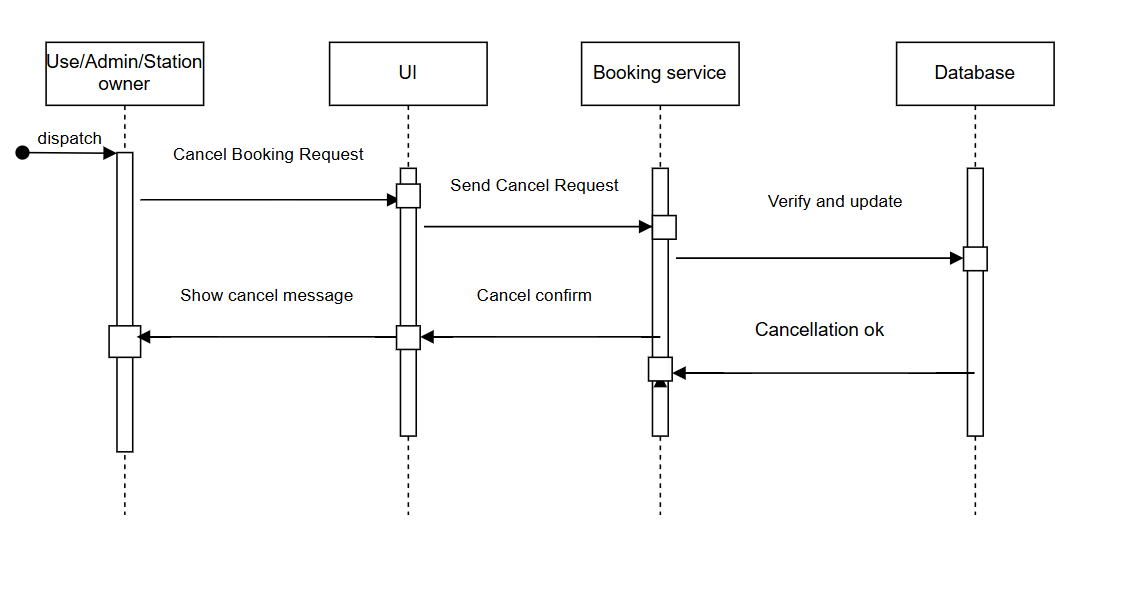 Use/Admin/Station
owner
UI
Booking service
Database
dispatch
Cancel Booking Request
Send Cancel Request
Verify and update
Show cancel message
Cancel confirm
Cancellation ok